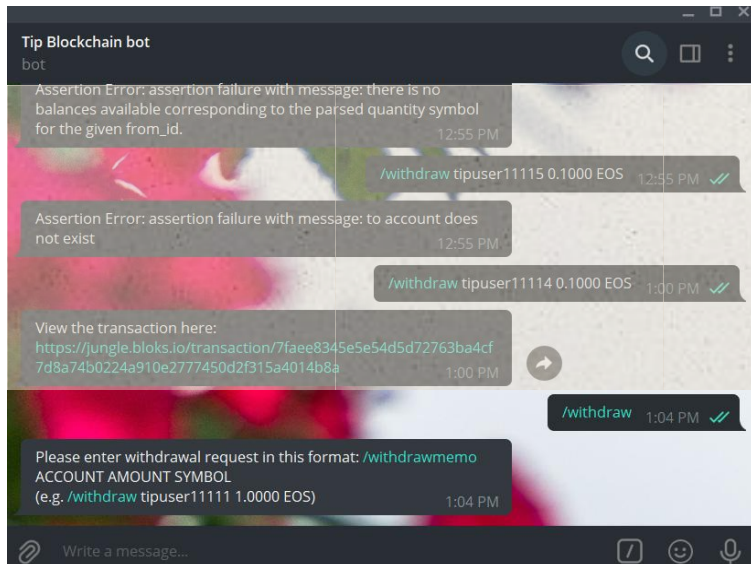 Tip Blockchain bot
bot
Assertion Error: assertion failure with message: there is no
balances available corresponding to the parsed quantity symbol
for the given from_id.
12:55 PM
/withdraw tipuser11115 0.1000 EOS 12:55 PM
Assertion Error: assertion failure with message: to account does
not exist
12:55 PM
/withdraw tipuser11114 0.1000 EOS 1:00 PM
View the transaction here:
https://jungle.bloks.io/transaction/7faee8345e5e54d5d72763ba4cf
7d8a74b0224a910e2777450d2f315a4014b8a
1:00 PM
/withdraw 1:04 PM
Please enter withdrawal request in this format: /withdrawmemo
ACCOUNT AMOUNT SYMBOL
(e.g. /withdraw tipuser11111 1.0000 EOS)
1:04 PM
Write a message...